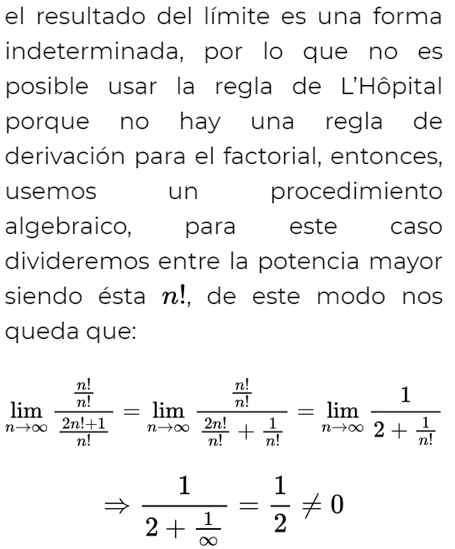 el resultado del límite es una forma
indeterminada, por lo que no es
posible usar la regla de L’Hôpital
porque no hay una regla de
derivación para el factorial, entonces,
usemos un procedimiento
algebraico, para este caso
divideremos entre la potencia mayor
siendo ésta $n!$, de este modo nos
queda que:
$\lim_{n \to \infty} \frac{\frac{n!}{n!}}{\frac{2n!+1}{n!}} = \lim_{n \to \infty} \frac{\frac{n!}{n!}}{\frac{2n!}{n!} + \frac{1}{n!}} = \lim_{n \to \infty} \frac{1}{2 + \frac{1}{n!}}$
$\Rightarrow \frac{1}{2 + \frac{1}{\infty}} = \frac{1}{2} \neq 0$